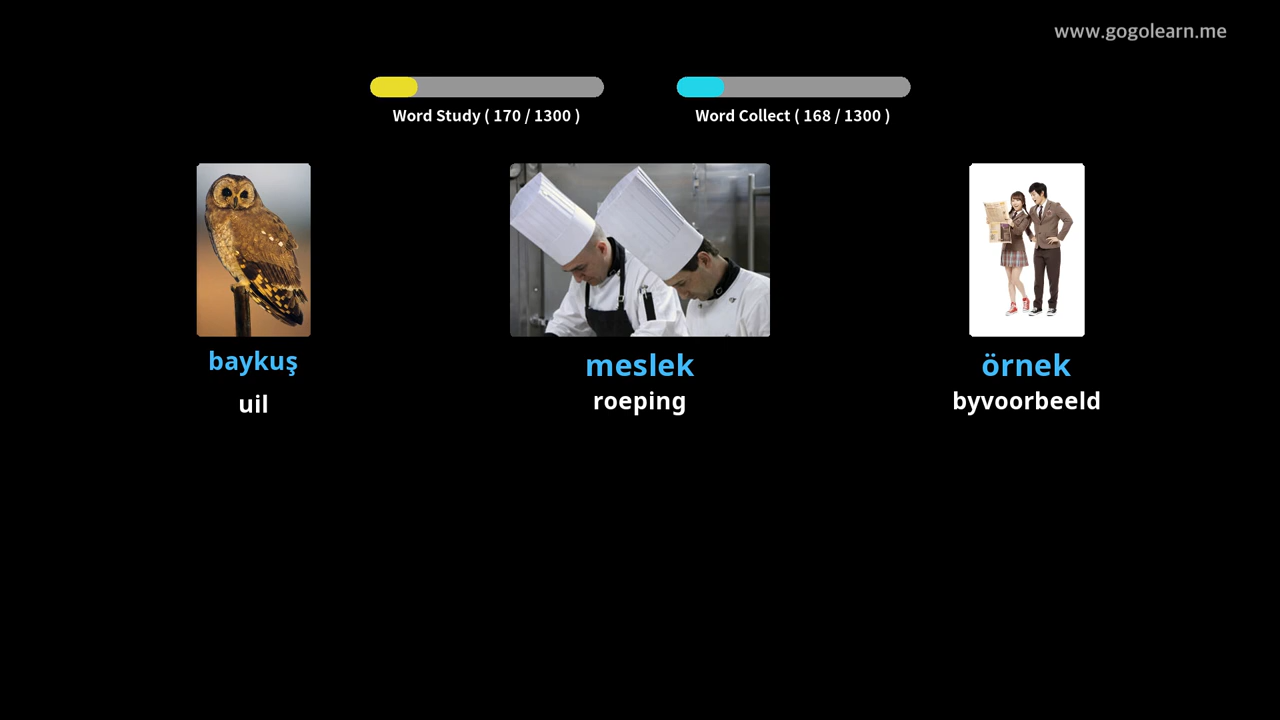 www.gogolearn.me
Word Study ( 170 / 1300 )
Word Collect ( 168 / 1300 )
baykuş
meslek
örnek
uil
roeping
byvoorbeeld